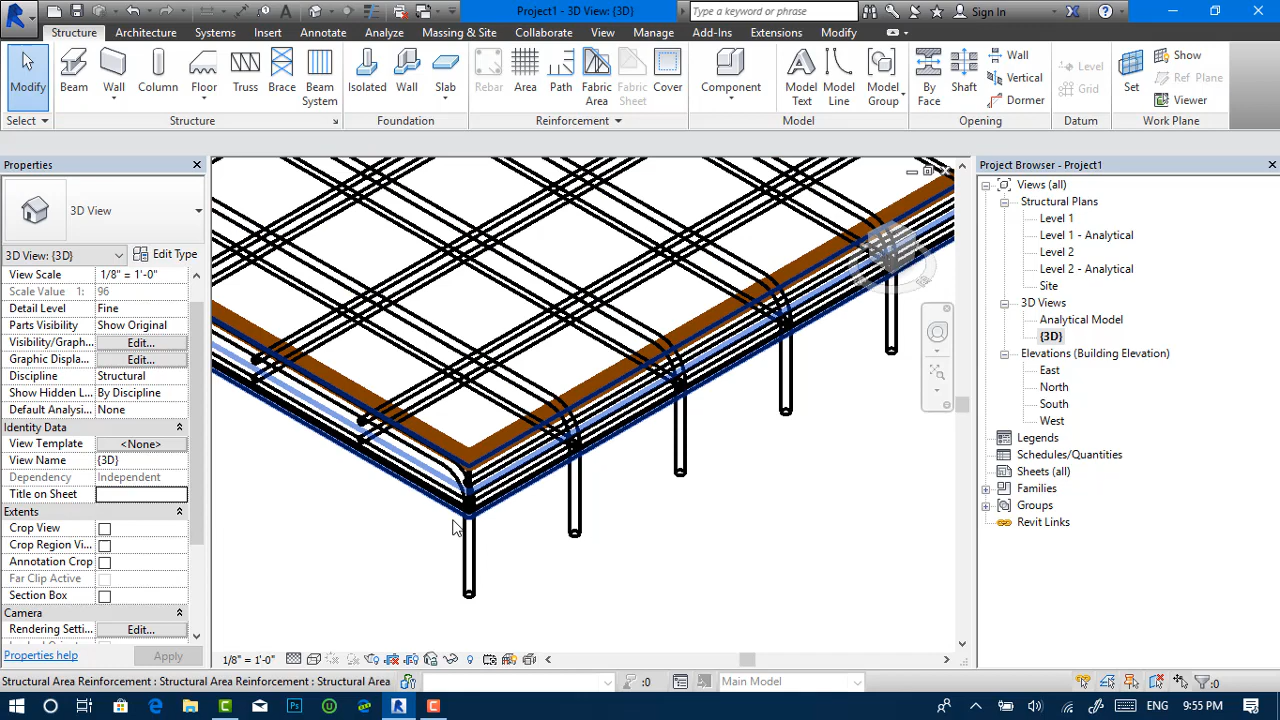 Project1 - 3D View: {3D}
Type a keyword or phrase
Sign In
Structure Architecture Systems Insert Annotate Analyze Massing & Site Collaborate View Manage Add-Ins Extensions Modify
Modify
Beam
Wall
Column
Floor
Truss
Brace
Beam System
Isolated
Wall
Slab
Rebar
Area
Path
Fabric Area
Fabric Sheet
Cover
Component
Model Text
Model Line
Model Group
By Face
Shaft
Wall
Vertical
Dormer
Level
Grid
Set
Show
Ref Plane
Viewer
Select
Structure
Foundation
Reinforcement
Model
Opening
Datum
Work Plane
Properties
3D View
3D View: {3D}
Edit Type
View Scale 1/8" = 1'-0"
Scale Value 1: 96
Detail Level Fine
Parts Visibility Show Original
Visibility/Graph... Edit...
Graphic Displa... Edit...
Discipline Structural
Show Hidden L... By Discipline
Default Analysi... None
Identity Data
View Template <None>
View Name {3D}
Dependency Independent
Title on Sheet
Extents
Crop View
Crop Region Vi...
Annotation Crop
Far Clip Active
Section Box
Camera
Rendering Setti... Edit...
Properties help
Apply
1/8" = 1'-0"
Project Browser - Project1
Views (all)
Structural Plans
Level 1
Level 1 - Analytical
Level 2
Level 2 - Analytical
Site
3D Views
Analytical Model
{3D}
Elevations (Building Elevation)
East
North
South
West
Legends
Schedules/Quantities
Sheets (all)
Families
Groups
Revit Links
Structural Area Reinforcement : Structural Area Reinforcement : Structural Area
:0
Main Model
:0
9:55 PM